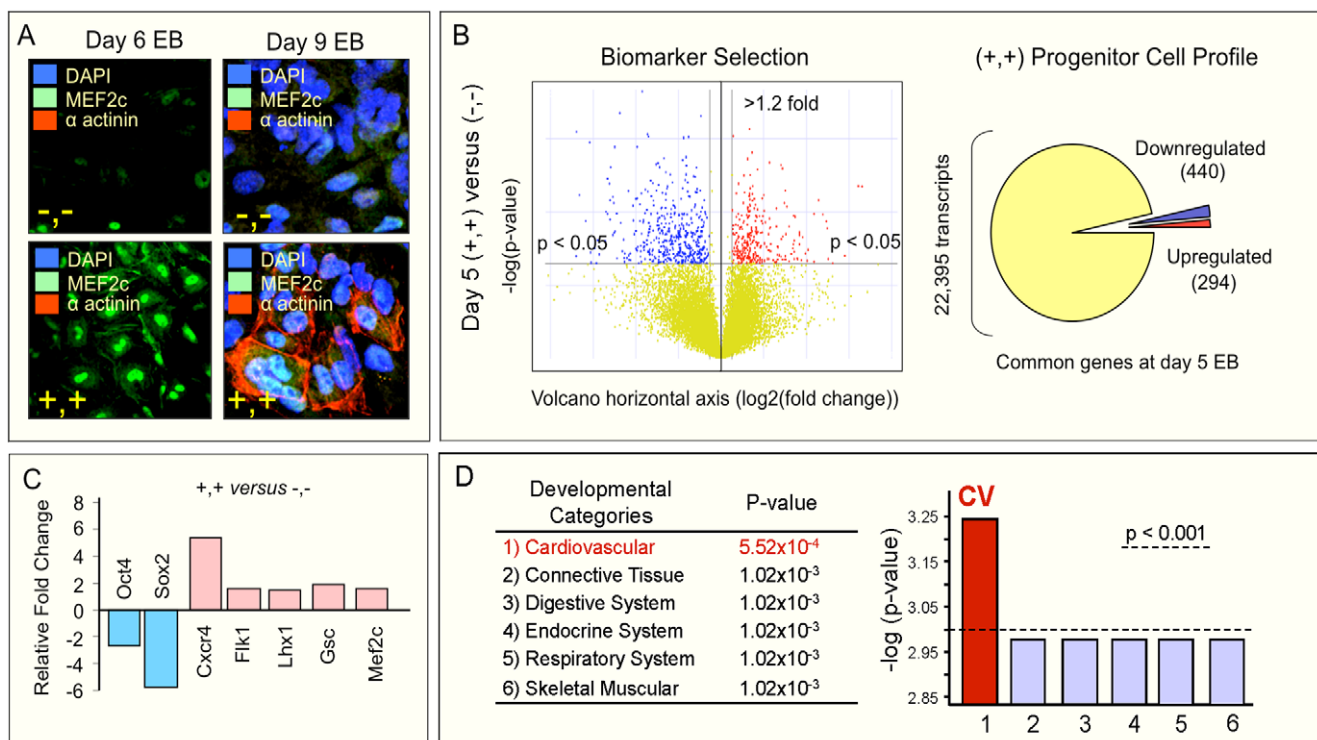 A
Day 6 EB
Day 9 EB
DAPI
MEF2c
α actinin
-,-
DAPI
MEF2c
α actinin
-,-
DAPI
MEF2c
α actinin
+,+
DAPI
MEF2c
α actinin
+,+
B
Biomarker Selection
Day 5 (+,+) versus (-,-)
-log(p-value)
>1.2 fold
p < 0.05
p < 0.05
Volcano horizontal axis (log2(fold change))
(+,+) Progenitor Cell Profile
22,395 transcripts
Downregulated
(440)
Upregulated
(294)
Common genes at day 5 EB
C
+,+ versus -,-
Relative Fold Change
8
6
4
2
0
-2
-4
-6
Oct4
Sox2
Cxcr4
Flk1
Lhx1
Gsc
Mef2c
D
Developmental
Categories
P-value
1) Cardiovascular 5.52x10⁻⁴
2) Connective Tissue 1.02x10⁻³
3) Digestive System 1.02x10⁻³
4) Endocrine System 1.02x10⁻³
5) Respiratory System 1.02x10⁻³
6) Skeletal Muscular 1.02x10⁻³
CV
p < 0.001
-log (p-value)
3.25
3.15
3.05
2.95
2.85
1 2 3 4 5 6